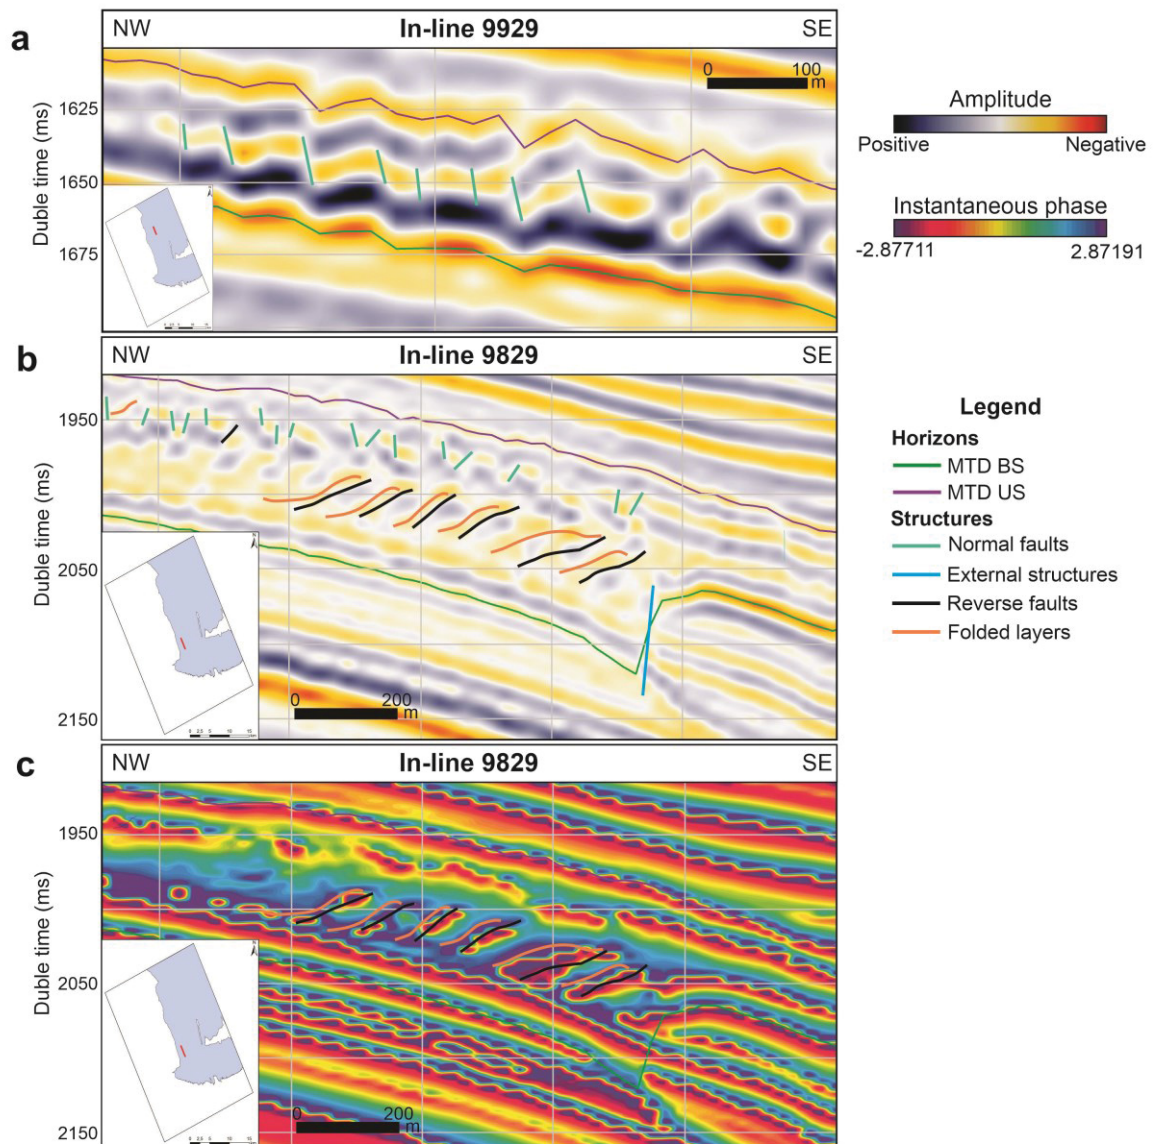 a
NW In-line 9929 SE
0 100
m
1625
1650
1675
Duble time (ms)
Amplitude
Positive Negative
Instantaneous phase
-2.87711 2.87191
b
NW In-line 9829 SE
1950
2050
2150
Duble time (ms)
0 200
m
Legend
Horizons
MTD BS
MTD US
Structures
Normal faults
External structures
Reverse faults
Folded layers
c
NW In-line 9829 SE
1950
2050
2150
Duble time (ms)
0 200
m